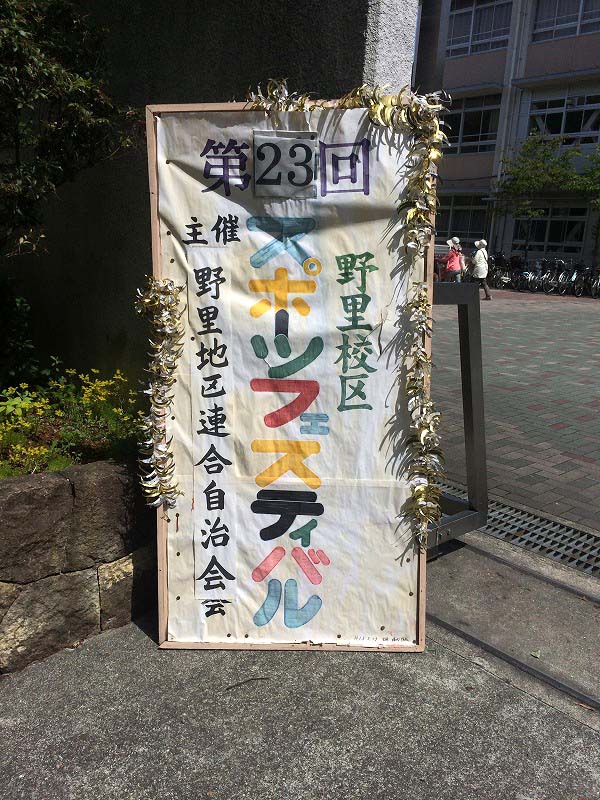 第23回
野里校区
スポーツフェスティバル
主催
野里地区連合自治会
会